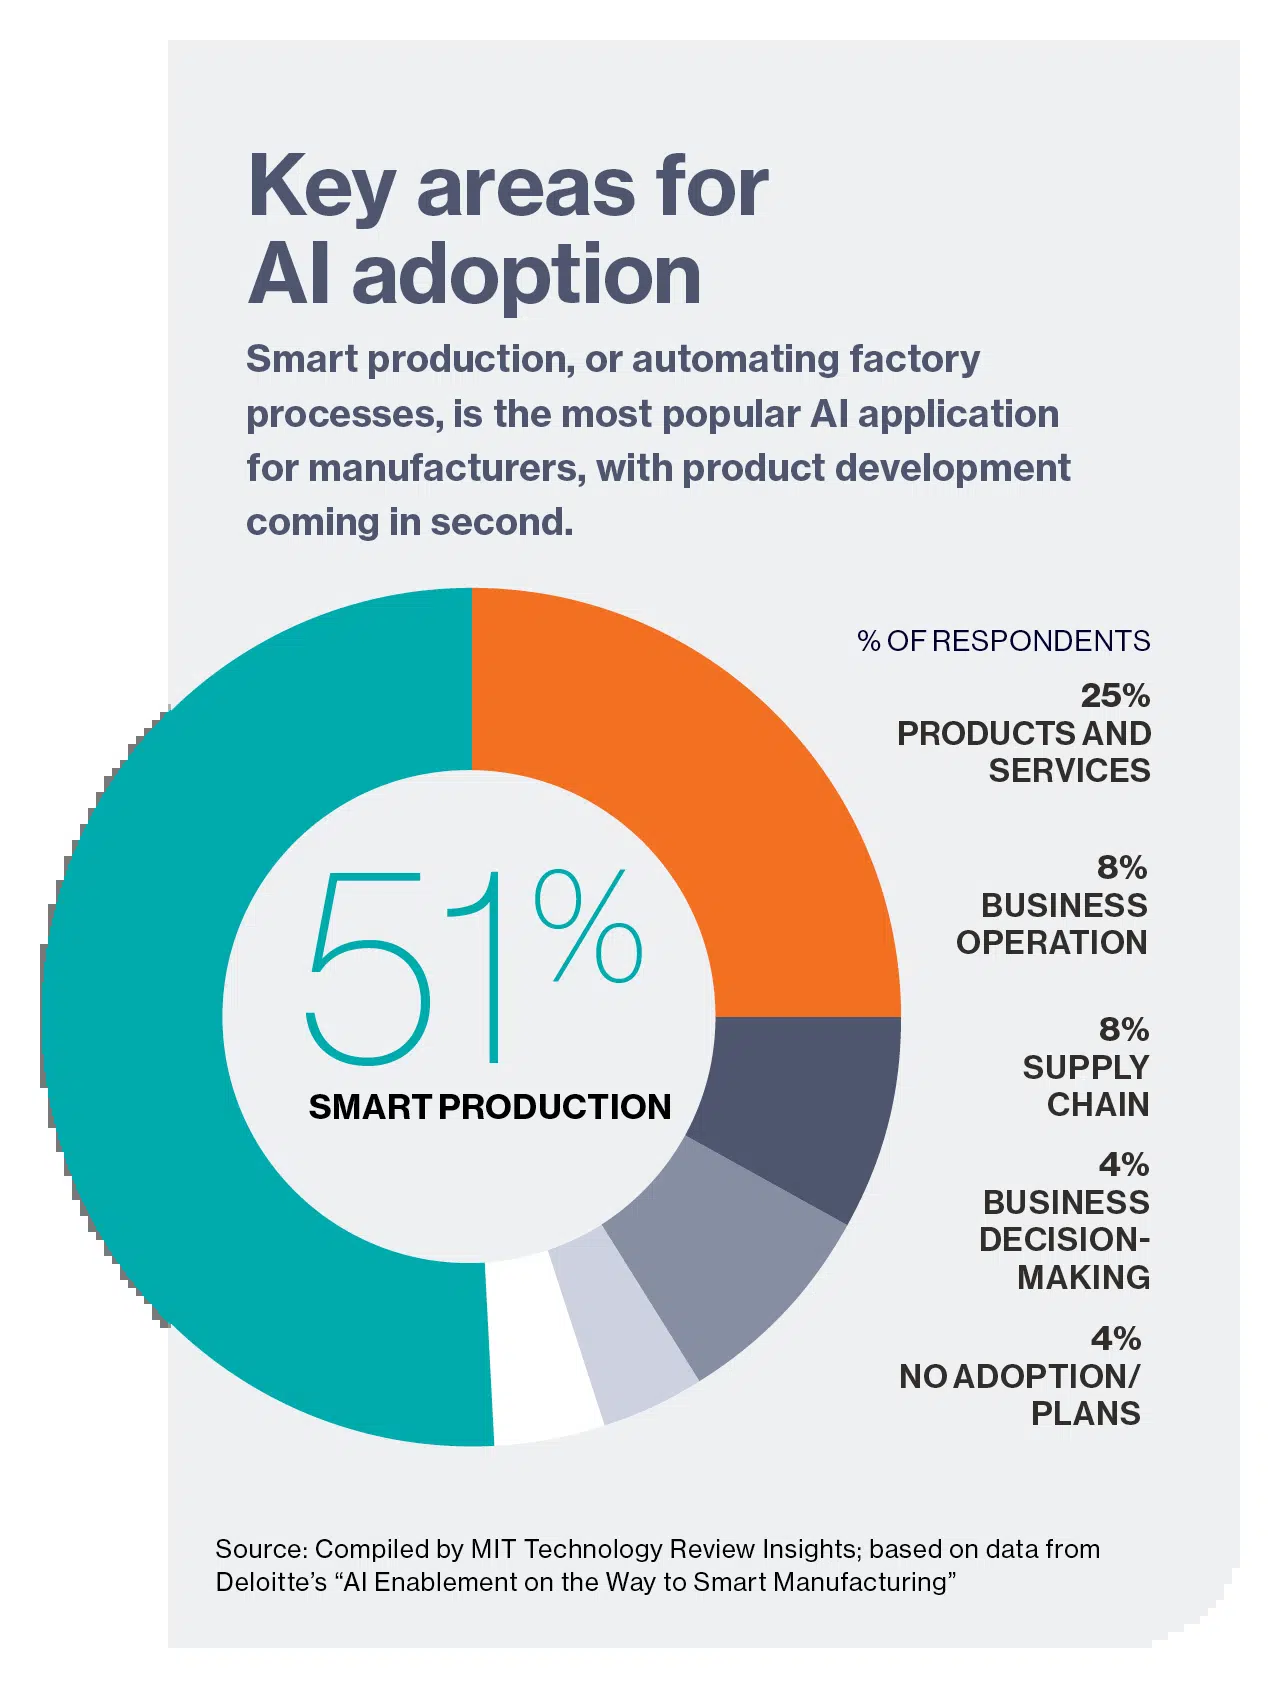 Key areas for
AI adoption
Smart production, or automating factory
processes, is the most popular AI application
for manufacturers, with product development
coming in second.
% OF RESPONDENTS
25%
PRODUCTS AND
SERVICES
8%
BUSINESS
OPERATION
8%
SUPPLY
CHAIN
4%
BUSINESS
DECISION-
MAKING
4%
NO ADOPTION/
PLANS
51%
SMART PRODUCTION
Source: Compiled by MIT Technology Review Insights; based on data from
Deloitte’s “AI Enablement on the Way to Smart Manufacturing”